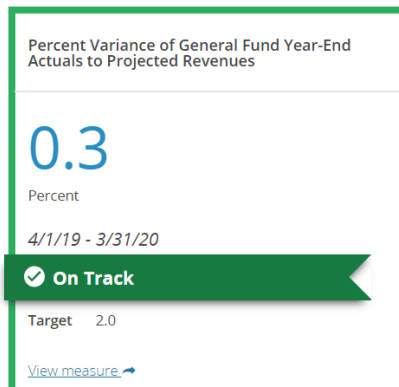 Percent Variance of General Fund Year-End
Actuals to Projected Revenues
0.3
Percent
4/1/19 - 3/31/20
On Track
Target 2.0
View measure